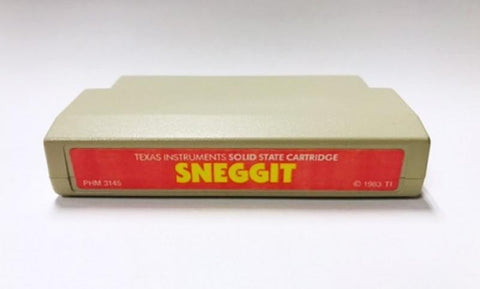 TEXAS INSTRUMENTS SOLID STATE CARTRIDGE
SNEGGIT
PHM 3145 © 1983 TI